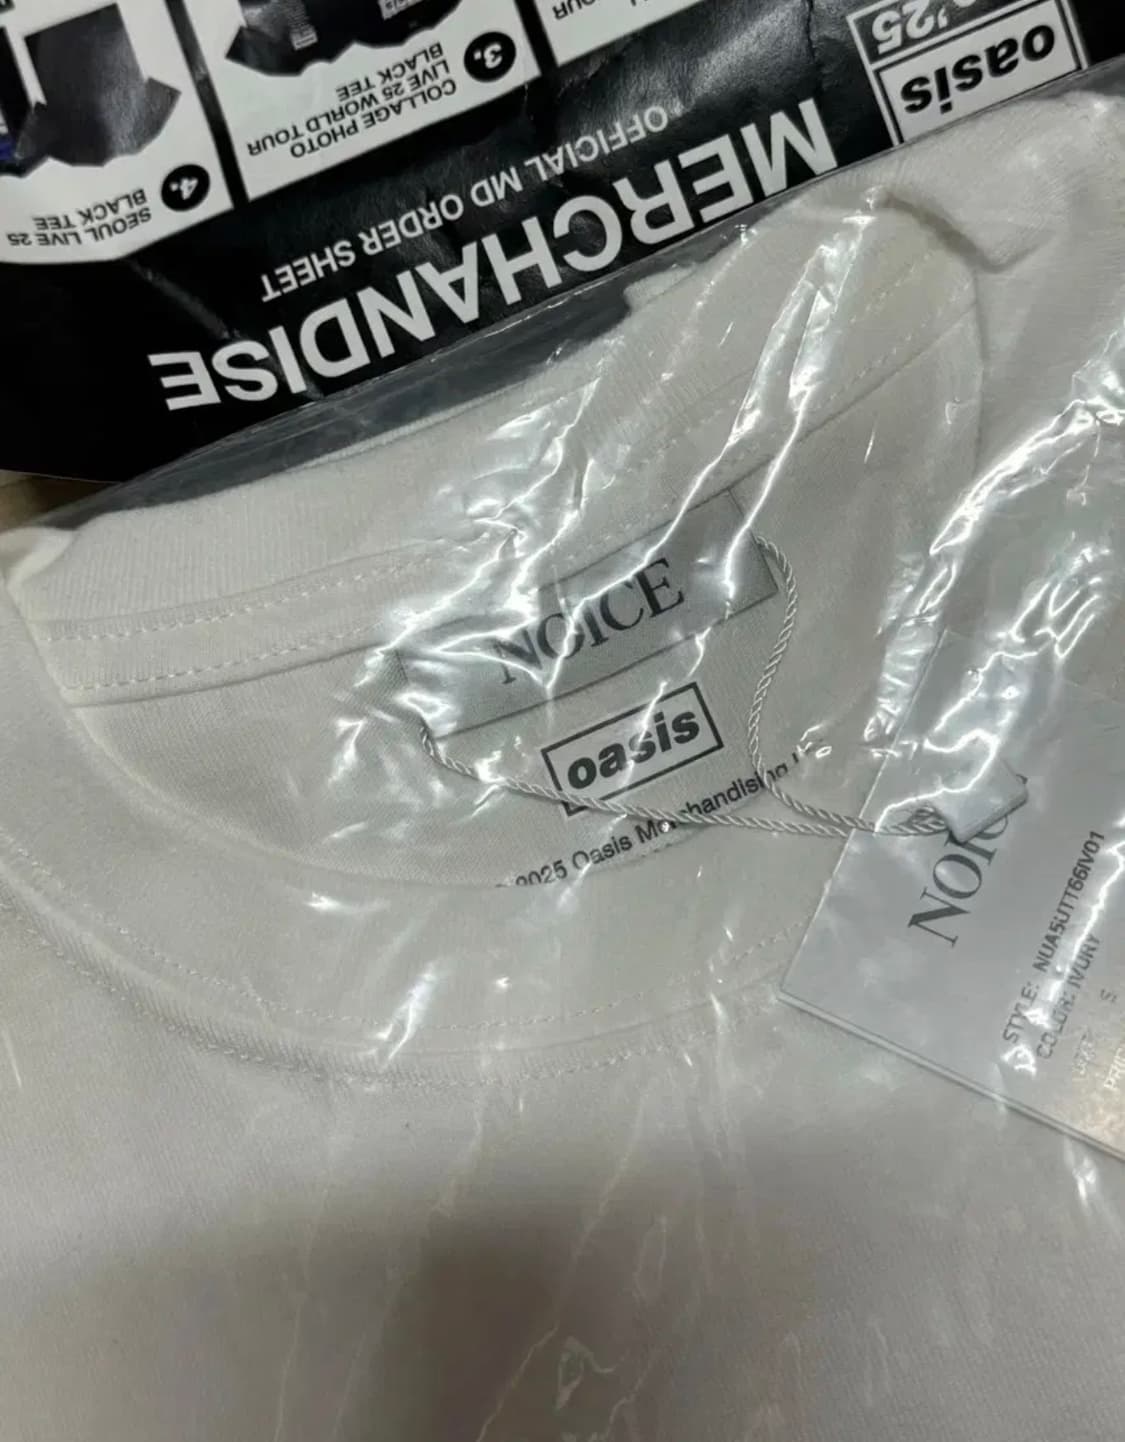 oasis
'25
MERCHANDISE
*OFFICIAL MD ORDER SHEET
3.
COLLAGE PHOTO
LIVE 25 WORLD TOUR
BLACK TEE
4.
SEOUL LIVE 25
BLACK TEE
NOICE
oasis
2025 Oasis Merchandising
NOICE
STYLE: NUA5UTT66IV01
COLOR: IVORY
S